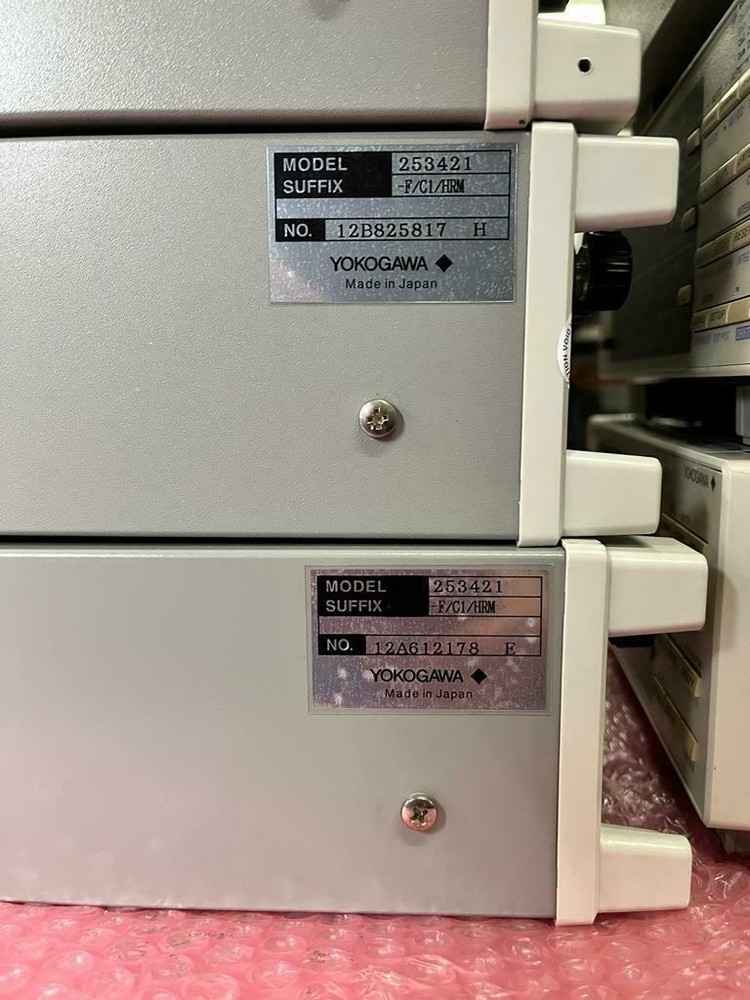 MODEL 253421
SUFFIX -F/C1/HRM
NO. 12B825817 H
YOKOGAWA
Made in Japan
YOKOGAWA
MODEL 253421
SUFFIX -F/C1/HRM
NO. 12A612178 E
YOKOGAWA
Made in Japan